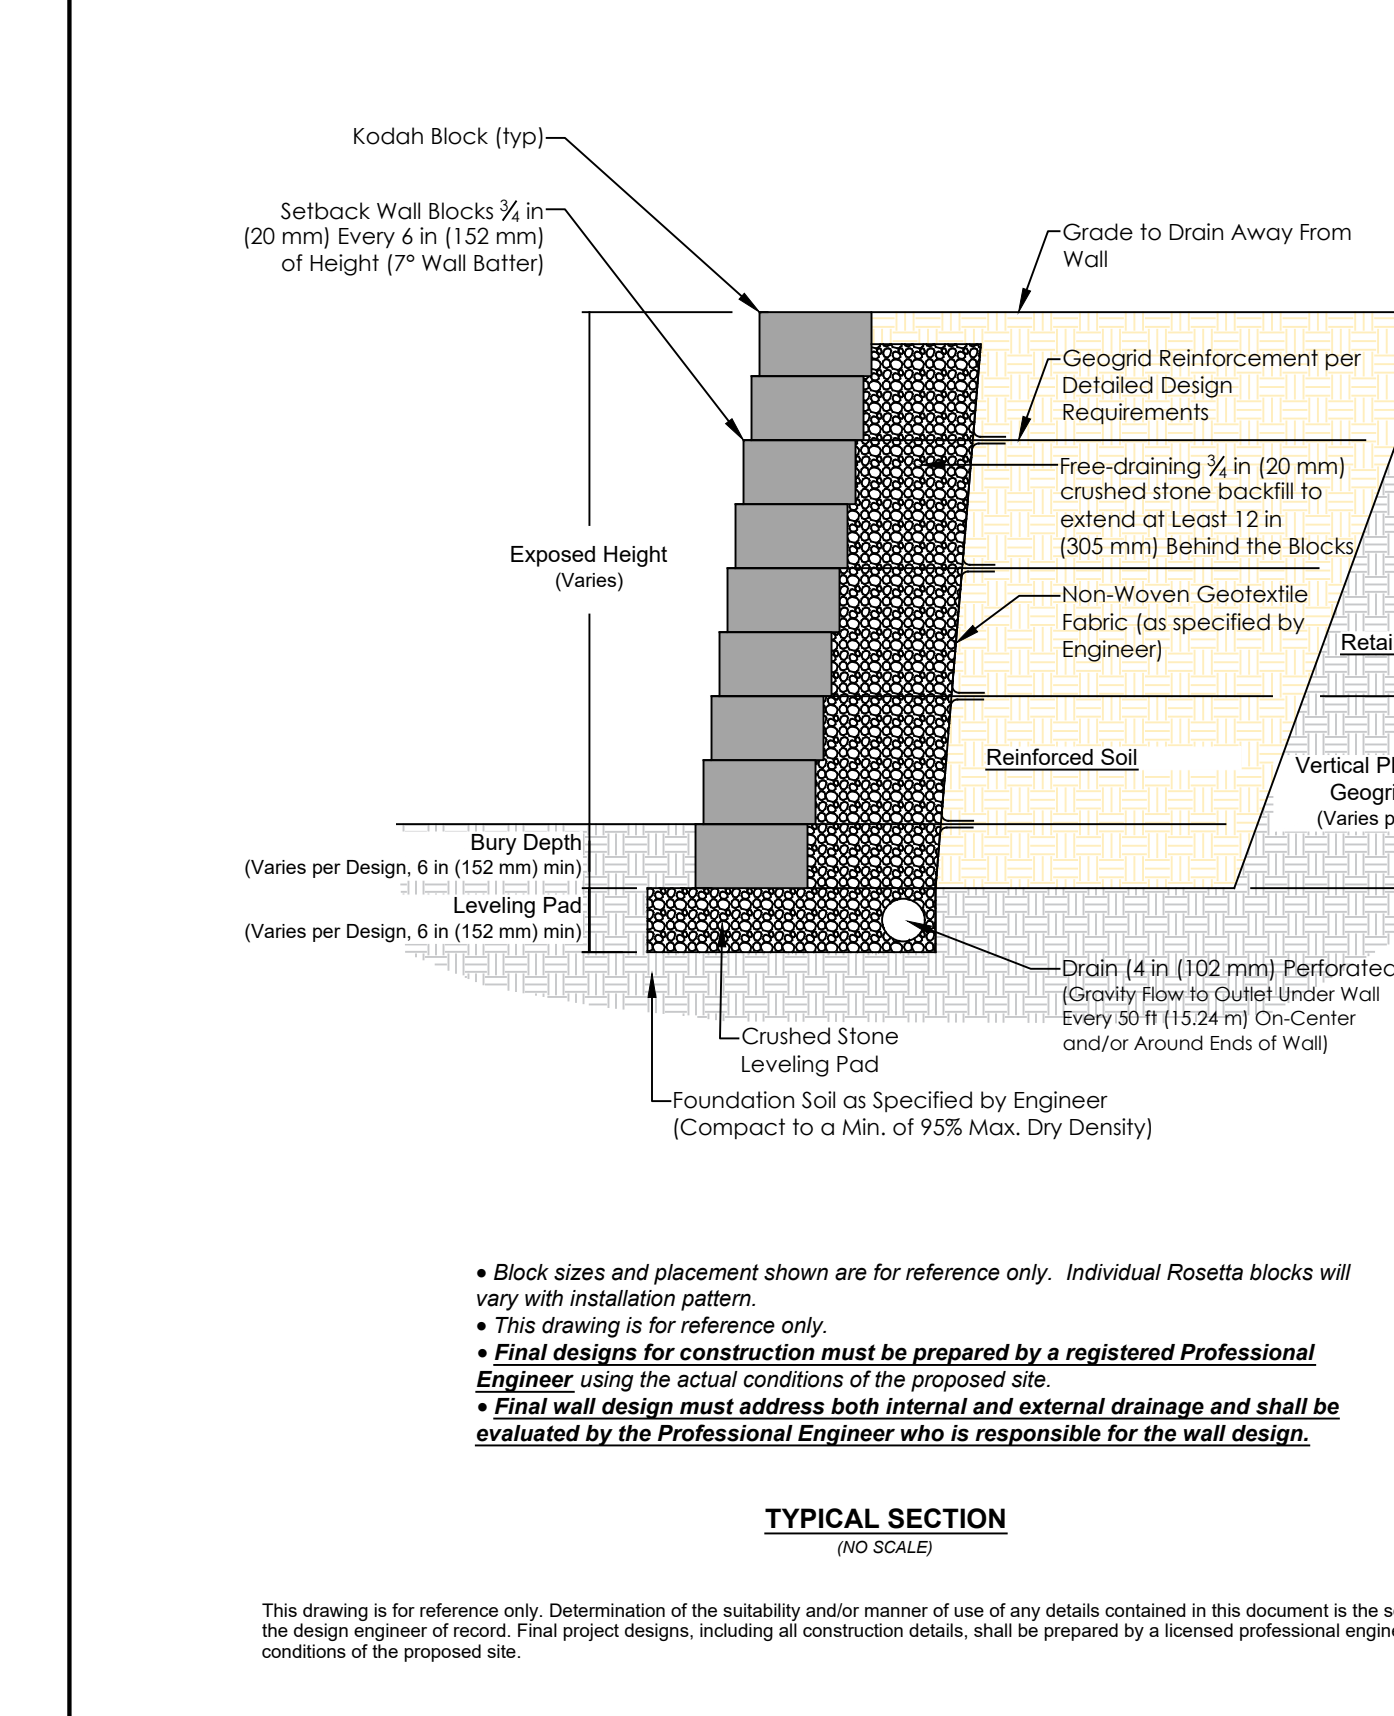 Kodah Block (typ)
Setback Wall Blocks ¾ in
(20 mm) Every 6 in (152 mm)
of Height (7° Wall Batter)
Grade to Drain Away From
Wall
Geogrid Reinforcement per
Detailed Design
Requirements
Free-draining ¾ in (20 mm)
crushed stone backfill to
extend at Least 12 in
(305 mm) Behind the Blocks
Exposed Height
(Varies)
Non-Woven Geotextile
Fabric (as specified by
Engineer)
Retai
Reinforced Soil
Vertical Pl
Geogri
(Varies p
Bury Depth
(Varies per Design, 6 in (152 mm) min)
Leveling Pad
(Varies per Design, 6 in (152 mm) min)
Drain (4 in (102 mm) Perforated
(Gravity Flow to Outlet Under Wall
Every 50 ft (15.24 m) On-Center
and/or Around Ends of Wall)
Crushed Stone
Leveling Pad
Foundation Soil as Specified by Engineer
(Compact to a Min. of 95% Max. Dry Density)
• Block sizes and placement shown are for reference only. Individual Rosetta blocks will
vary with installation pattern.
• This drawing is for reference only.
• Final designs for construction must be prepared by a registered Professional
Engineer using the actual conditions of the proposed site.
• Final wall design must address both internal and external drainage and shall be
evaluated by the Professional Engineer who is responsible for the wall design.
TYPICAL SECTION
(NO SCALE)
This drawing is for reference only. Determination of the suitability and/or manner of use of any details contained in this document is the s
the design engineer of record. Final project designs, including all construction details, shall be prepared by a licensed professional engine
conditions of the proposed site.